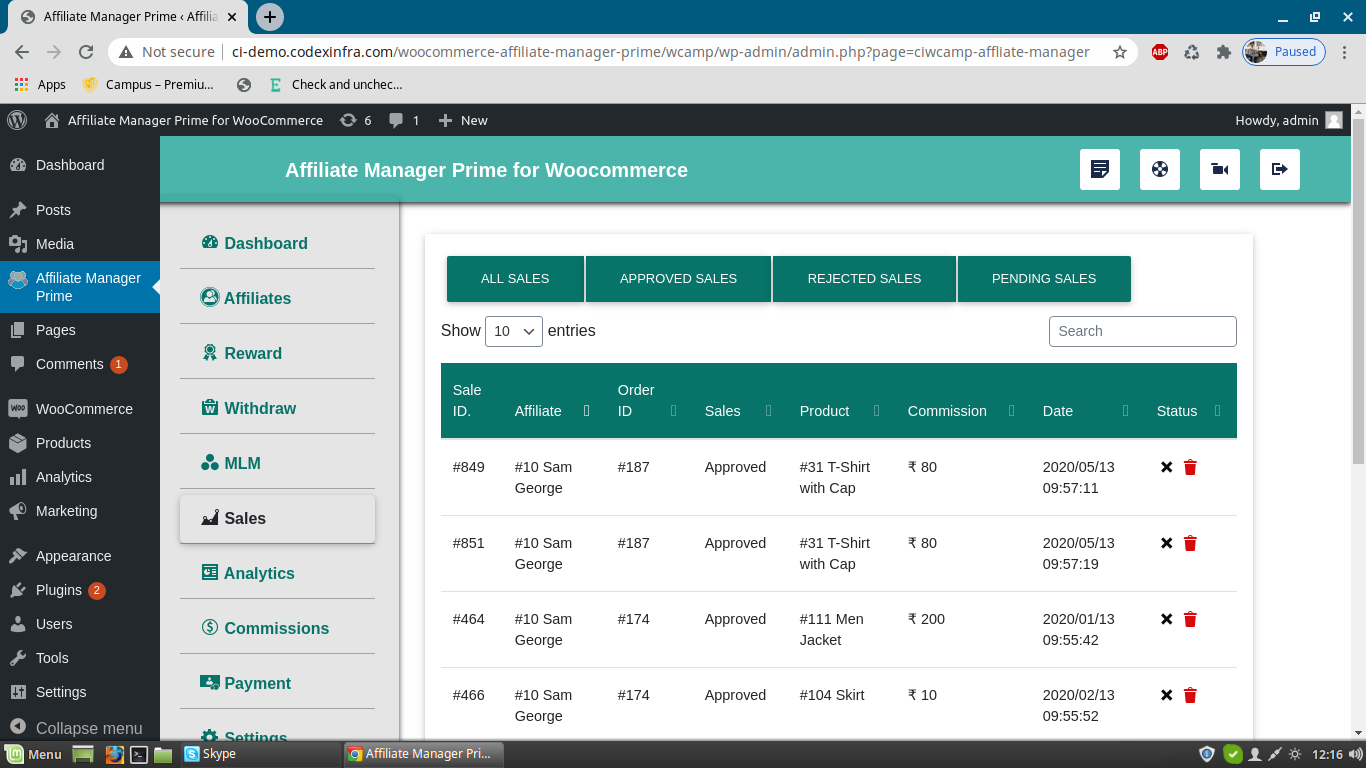 Affiliate Manager Prime ‹ Affilia
Not secure
ci-demo.codexinfra.com/woocommerce-affiliate-manager-prime/wcamp/wp-admin/admin.php?page=ciwcamp-affliate-manager
ABP
Paused
Apps
Campus – Premiu...
Check and unchec...
Affiliate Manager Prime for WooCommerce
6
1
New
Howdy, admin
Dashboard
Posts
Media
Affiliate Manager
Prime
Pages
Comments 1
WooCommerce
Products
Analytics
Marketing
Appearance
Plugins 2
Users
Tools
Settings
Collapse menu
Affiliate Manager Prime for Woocommerce
Dashboard
Affiliates
Reward
Withdraw
MLM
Sales
Analytics
Commissions
Payment
Settings
ALL SALES
APPROVED SALES
REJECTED SALES
PENDING SALES
Show 10 entries
Search
Sale ID. Affiliate Order ID Sales Product Commission Date Status
#849 #10 Sam George #187 Approved #31 T-Shirt with Cap ₹ 80 2020/05/13 09:57:11
#851 #10 Sam George #187 Approved #31 T-Shirt with Cap ₹ 80 2020/05/13 09:57:19
#464 #10 Sam George #174 Approved #111 Men Jacket ₹ 200 2020/01/13 09:55:42
#466 #10 Sam George #174 Approved #104 Skirt ₹ 10 2020/02/13 09:55:52
Menu
Skype
Affiliate Manager Pri...
12:16